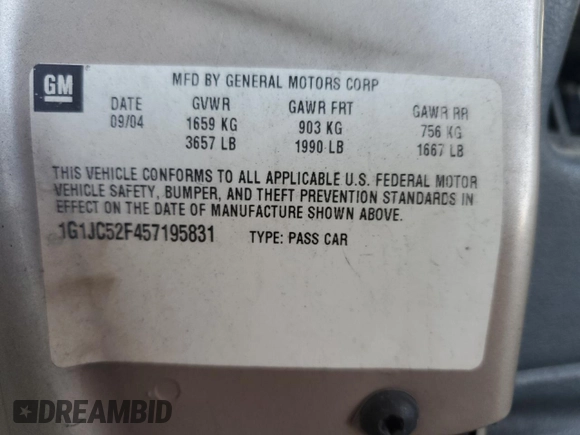 GM
MFD BY GENERAL MOTORS CORP
DATE GVWR GAWR FRT GAWR RR
09/04 1659 KG 903 KG 756 KG
3657 LB 1990 LB 1667 LB
THIS VEHICLE CONFORMS TO ALL APPLICABLE U.S. FEDERAL MOTOR
VEHICLE SAFETY, BUMPER, AND THEFT PREVENTION STANDARDS IN
EFFECT ON THE DATE OF MANUFACTURE SHOWN ABOVE.
1G1JC52F457195831 TYPE: PASS CAR
DREAMBID